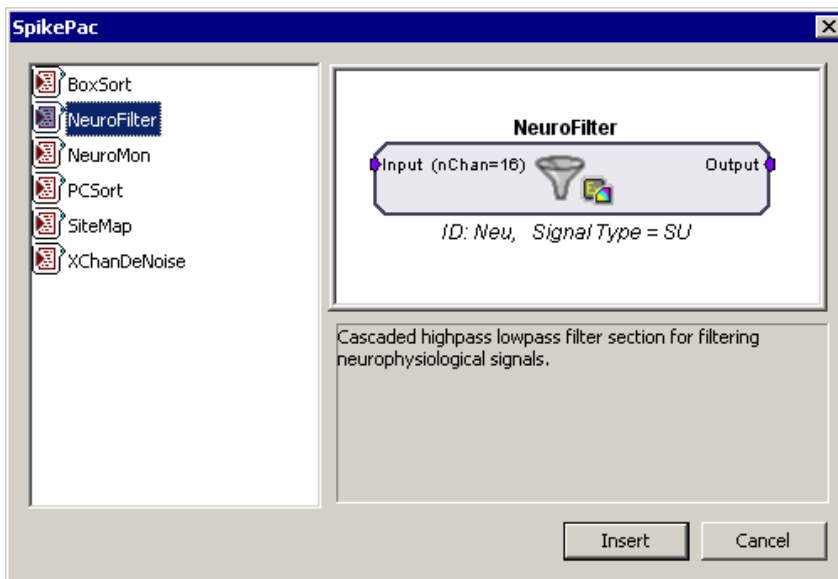 SpikePac
BoxSort
NeuroFilter
NeuroMon
PCSort
SiteMap
XChanDeNoise
NeuroFilter
Input (nChan=16)
Output
ID: Neu, Signal Type = SU
Cascaded highpass lowpass filter section for filtering
neurophysiological signals.
Insert
Cancel